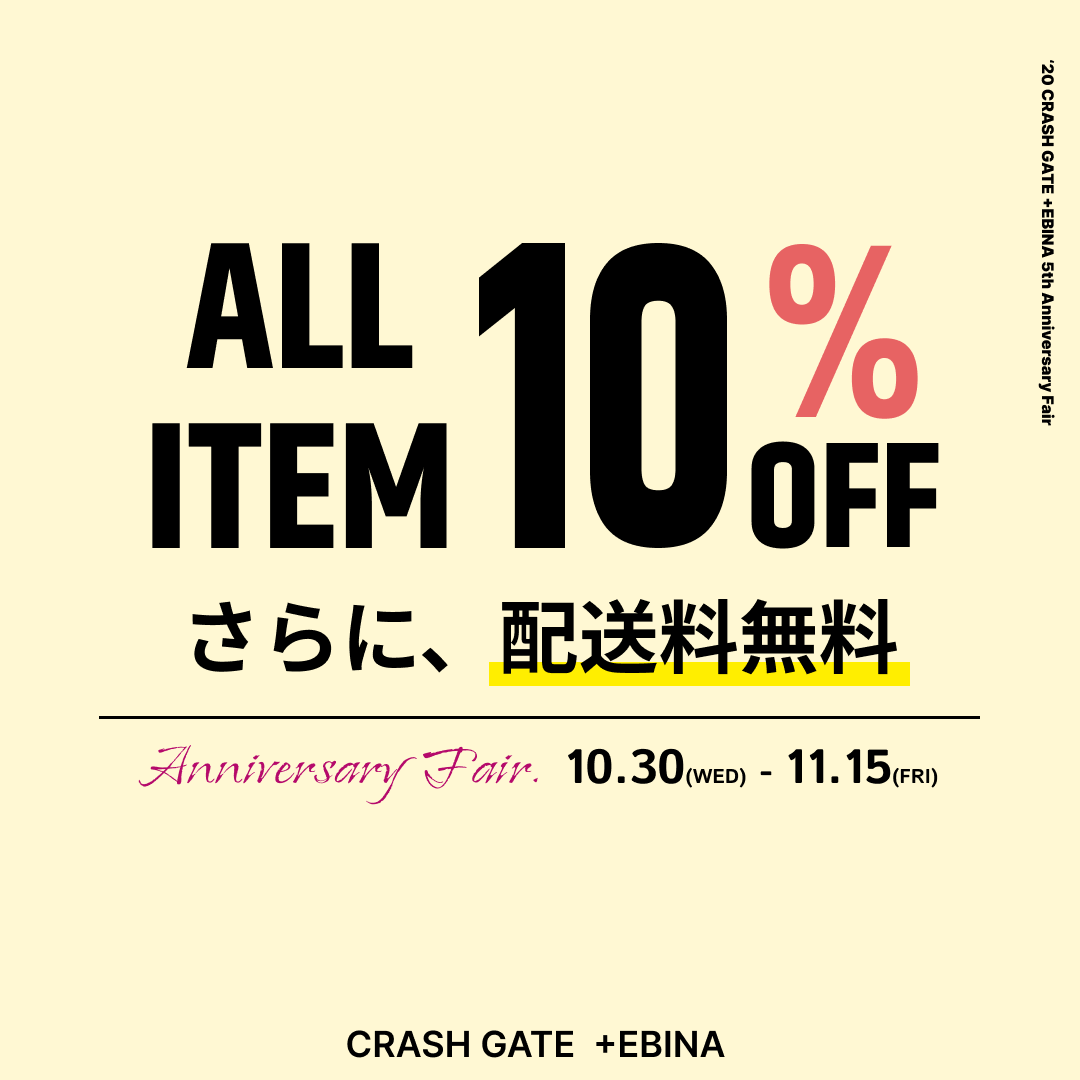 '20 CRASH GATE +EBINA 5th Anniversary Fair
ALL
ITEM
10%
OFF
さらに、配送料無料
Anniversary Fair. 10.30(WED) - 11.15(FRI)
CRASH GATE +EBINA